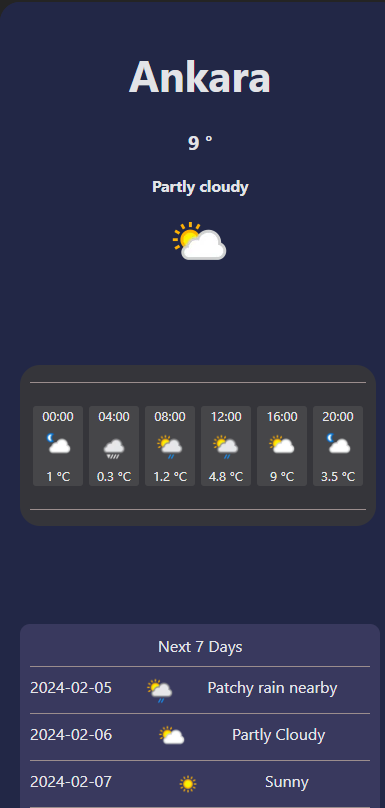 Ankara
9 °
Partly cloudy
00:00 04:00 08:00 12:00 16:00 20:00
1 °C 0.3 °C 1.2 °C 4.8 °C 9 °C 3.5 °C
Next 7 Days
2024-02-05 Patchy rain nearby
2024-02-06 Partly Cloudy
2024-02-07 Sunny